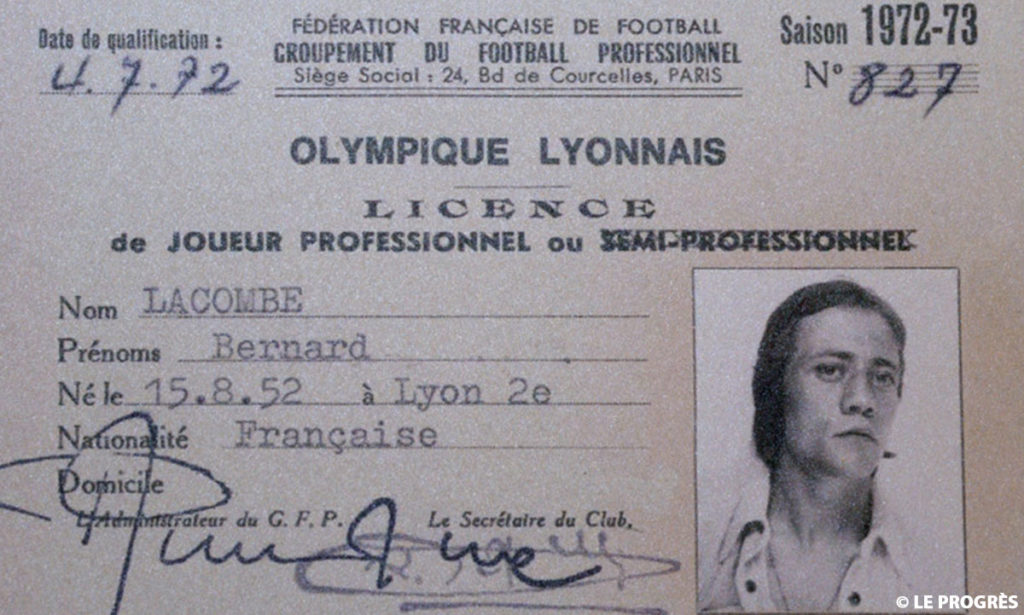 Date de qualification :
4.7.72
FÉDÉRATION FRANÇAISE DE FOOTBALL
GROUPEMENT DU FOOTBALL PROFESSIONNEL
Siège Social : 24, Bd de Courcelles, PARIS
Saison 1972-73
N° 827
OLYMPIQUE LYONNAIS
LICENCE
de JOUEUR PROFESSIONNEL ou SEMI-PROFESSIONNEL
Nom LACOMBE
Prénoms Bernard
Né le 15.8.52 à Lyon 2e
Nationalité Française
Domicile
L'Administrateur du G. F. P. Le Secrétaire du Club,
© LE PROGRÈS